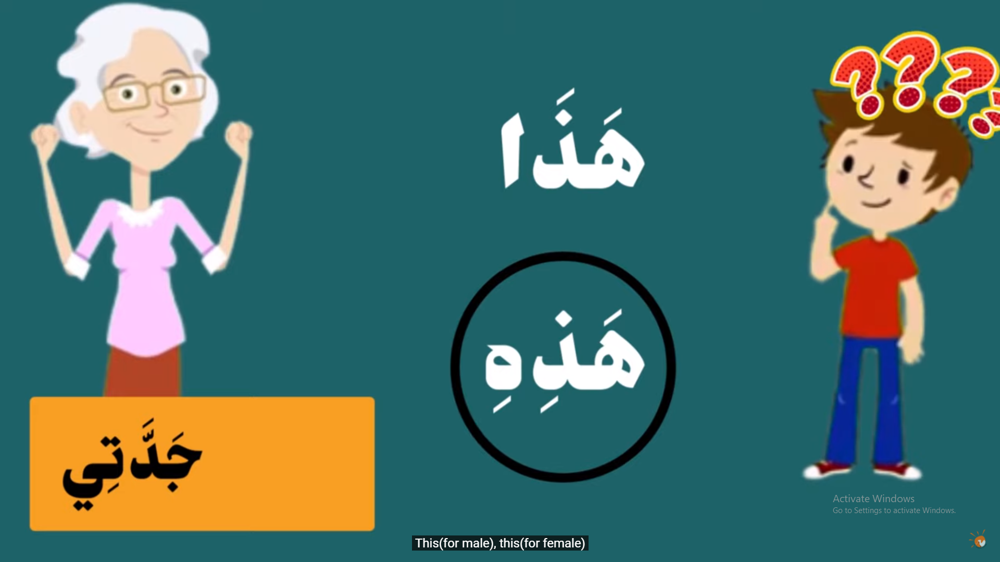 هَذَا
هَذِهِ
جَدَّتِي
Activate Windows
Go to Settings to activate Windows.
This(for male), this(for female)